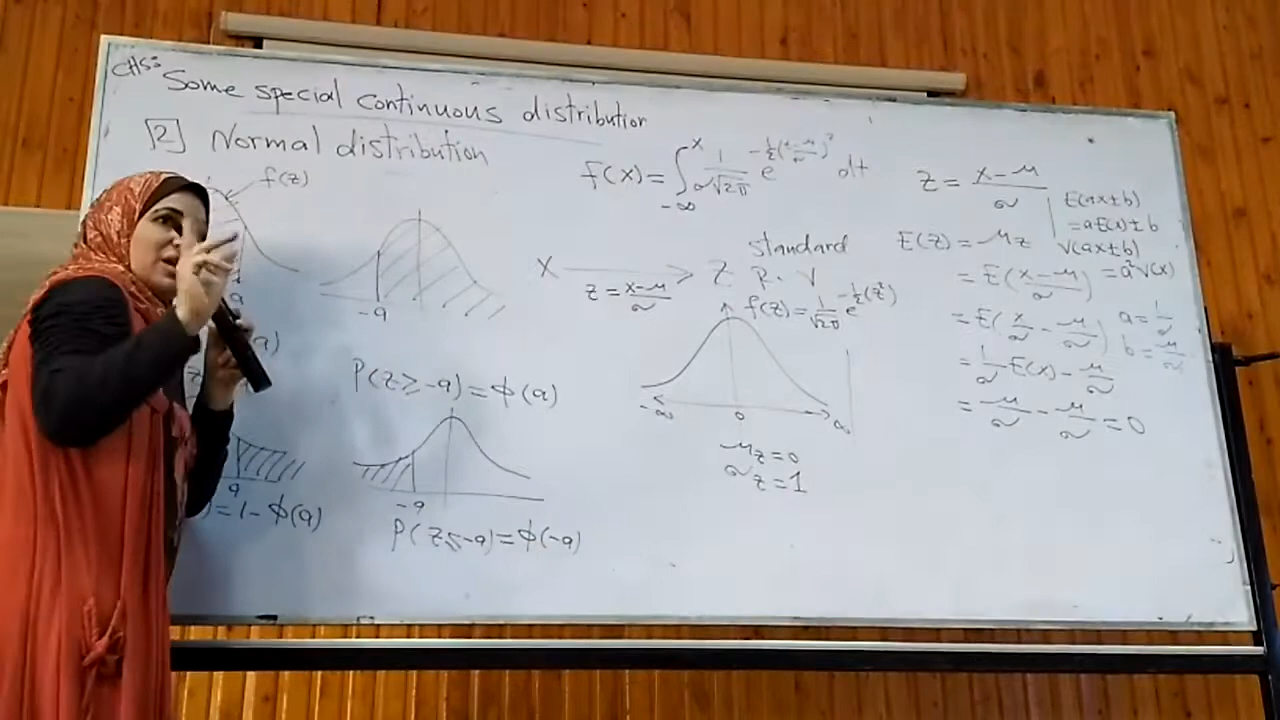 CH5:
Some special continuous distribution
[2] Normal distribution
f(z)
a
a)
a
) = 1 - ϕ(a)
-a
P(Z ≥ -a) = ϕ(a)
-a
P(Z ≤ -a) = ϕ(-a)
f(x) = ∫_{-∞}^{x} 1/(σ√2π) e^{-½((x-μ)/σ)²} dt
X → Z
z = (x-μ)/σ
standard
R. V
f(z) = 1/√2π e^{-½(z²)}
-∞ 0 ∞
μ_z = 0
σ_z = 1
Z = (x-μ)/σ
E(ax±b)
= aE(x)±b
V(ax±b)
= a²V(x)
E(z) = μ_z
= E((x-μ)/σ)
= E(x/σ - μ/σ)
= 1/σ E(x) - μ/σ
= μ/σ - μ/σ = 0
a = 1/σ
b = μ/σ